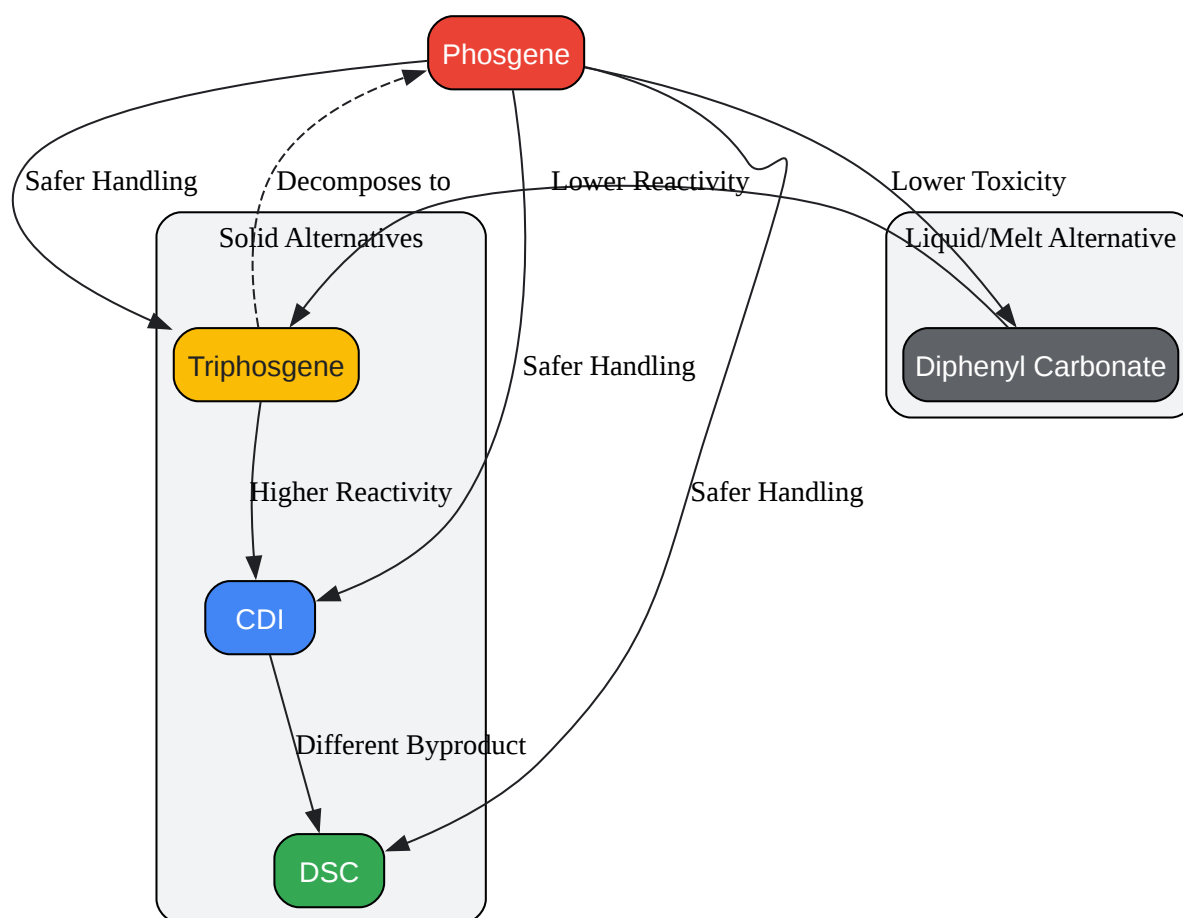 Phosgene
Safer Handling
Decomposes to
Lower Reactivity
Lower Toxicity
Solid Alternatives
Liquid/Melt Alternative
Triphosgene
Safer Handling
Diphenyl Carbonate
Higher Reactivity
Safer Handling
CDI
Different Byproduct
DSC